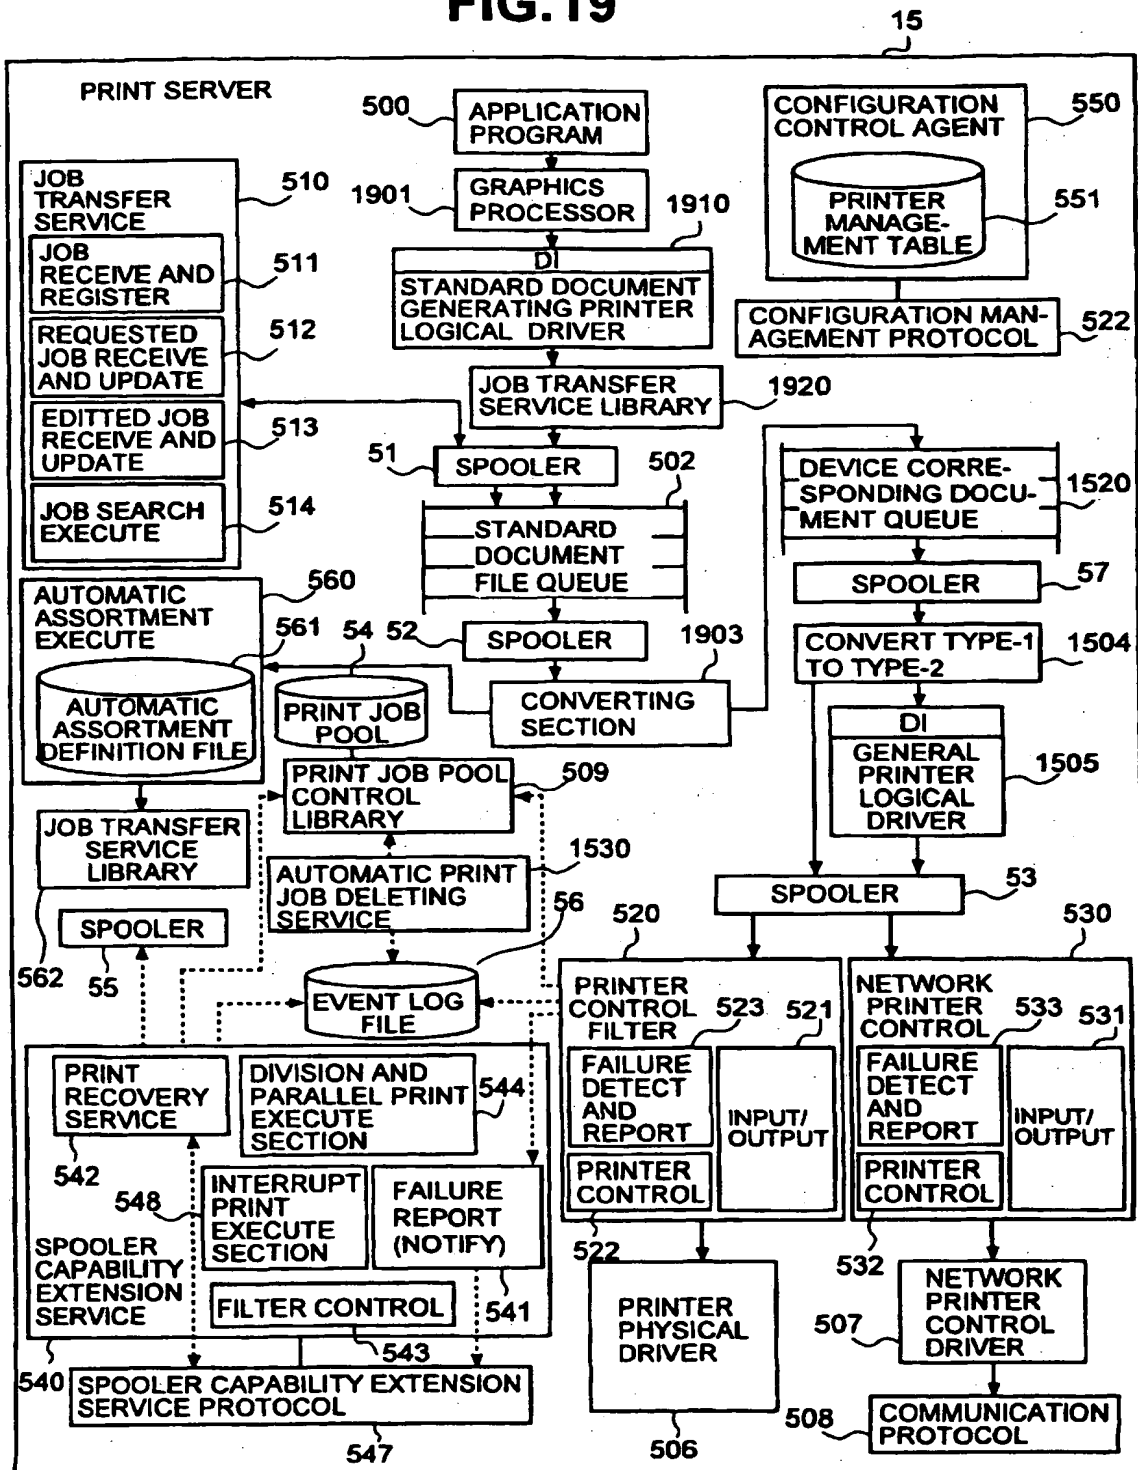 FIG.19
15
PRINT SERVER
500
APPLICATION
PROGRAM
1901
GRAPHICS
PROCESSOR
1910
DI
STANDARD DOCUMENT
GENERATING PRINTER
LOGICAL DRIVER
JOB TRANSFER
SERVICE LIBRARY
1920
CONFIGURATION
CONTROL AGENT
550
PRINTER
MANAGE-
MENT TABLE
551
CONFIGURATION MAN-
AGEMENT PROTOCOL
522
JOB
TRANSFER
SERVICE
510
JOB
RECEIVE AND
REGISTER
511
REQUESTED
JOB RECEIVE
AND UPDATE
512
EDITTED JOB
RECEIVE AND
UPDATE
513
JOB SEARCH
EXECUTE
514
51
SPOOLER
502
STANDARD
DOCUMENT
FILE QUEUE
52
SPOOLER
1903
CONVERTING
SECTION
DEVICE CORRE-
SPONDING DOCU-
MENT QUEUE
1520
SPOOLER
57
CONVERT TYPE-1
TO TYPE-2
1504
DI
GENERAL
PRINTER
LOGICAL
DRIVER
1505
SPOOLER
53
AUTOMATIC
ASSORTMENT
EXECUTE
560
561
AUTOMATIC
ASSORTMENT
DEFINITION FILE
54
PRINT JOB
POOL
PRINT JOB POOL
CONTROL
LIBRARY
509
JOB TRANSFER
SERVICE
LIBRARY
562
1530
AUTOMATIC PRINT
JOB DELETING
SERVICE
56
EVENT LOG
FILE
SPOOLER
55
520
PRINTER
CONTROL
FILTER
523
521
FAILURE
DETECT
AND
REPORT
INPUT/
OUTPUT
PRINTER
CONTROL
522
530
NETWORK
PRINTER
CONTROL
533
531
FAILURE
DETECT
AND
REPORT
INPUT/
OUTPUT
PRINTER
CONTROL
532
PRINT
RECOVERY
SERVICE
542
DIVISION AND
PARALLEL PRINT
EXECUTE
SECTION
544
548
INTERRUPT
PRINT
EXECUTE
SECTION
FAILURE
REPORT
(NOTIFY)
541
SPOOLER
CAPABILITY
EXTENSION
SERVICE
FILTER CONTROL
543
540
SPOOLER CAPABILITY EXTENSION
SERVICE PROTOCOL
547
PRINTER
PHYSICAL
DRIVER
506
507
NETWORK
PRINTER
CONTROL
DRIVER
508
COMMUNICATION
PROTOCOL